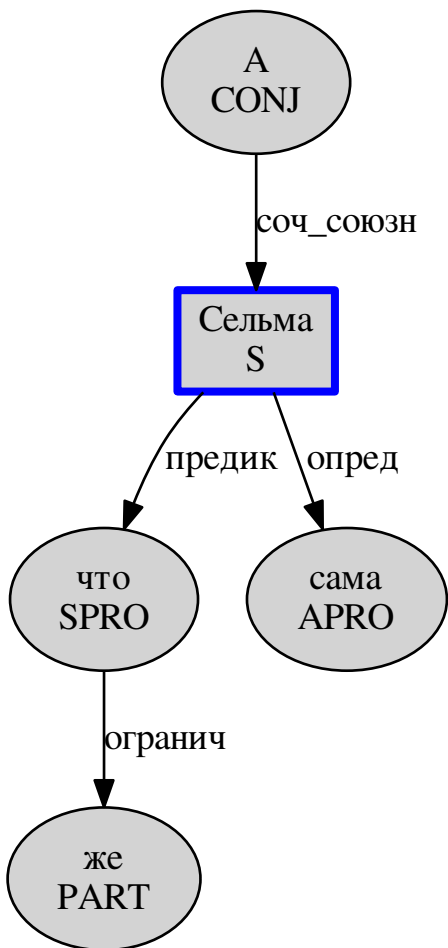 А
CONJ
соч_союзн
Сельма
S
предик
опред
что
SPRO
сама
APRO
огранич
же
PART